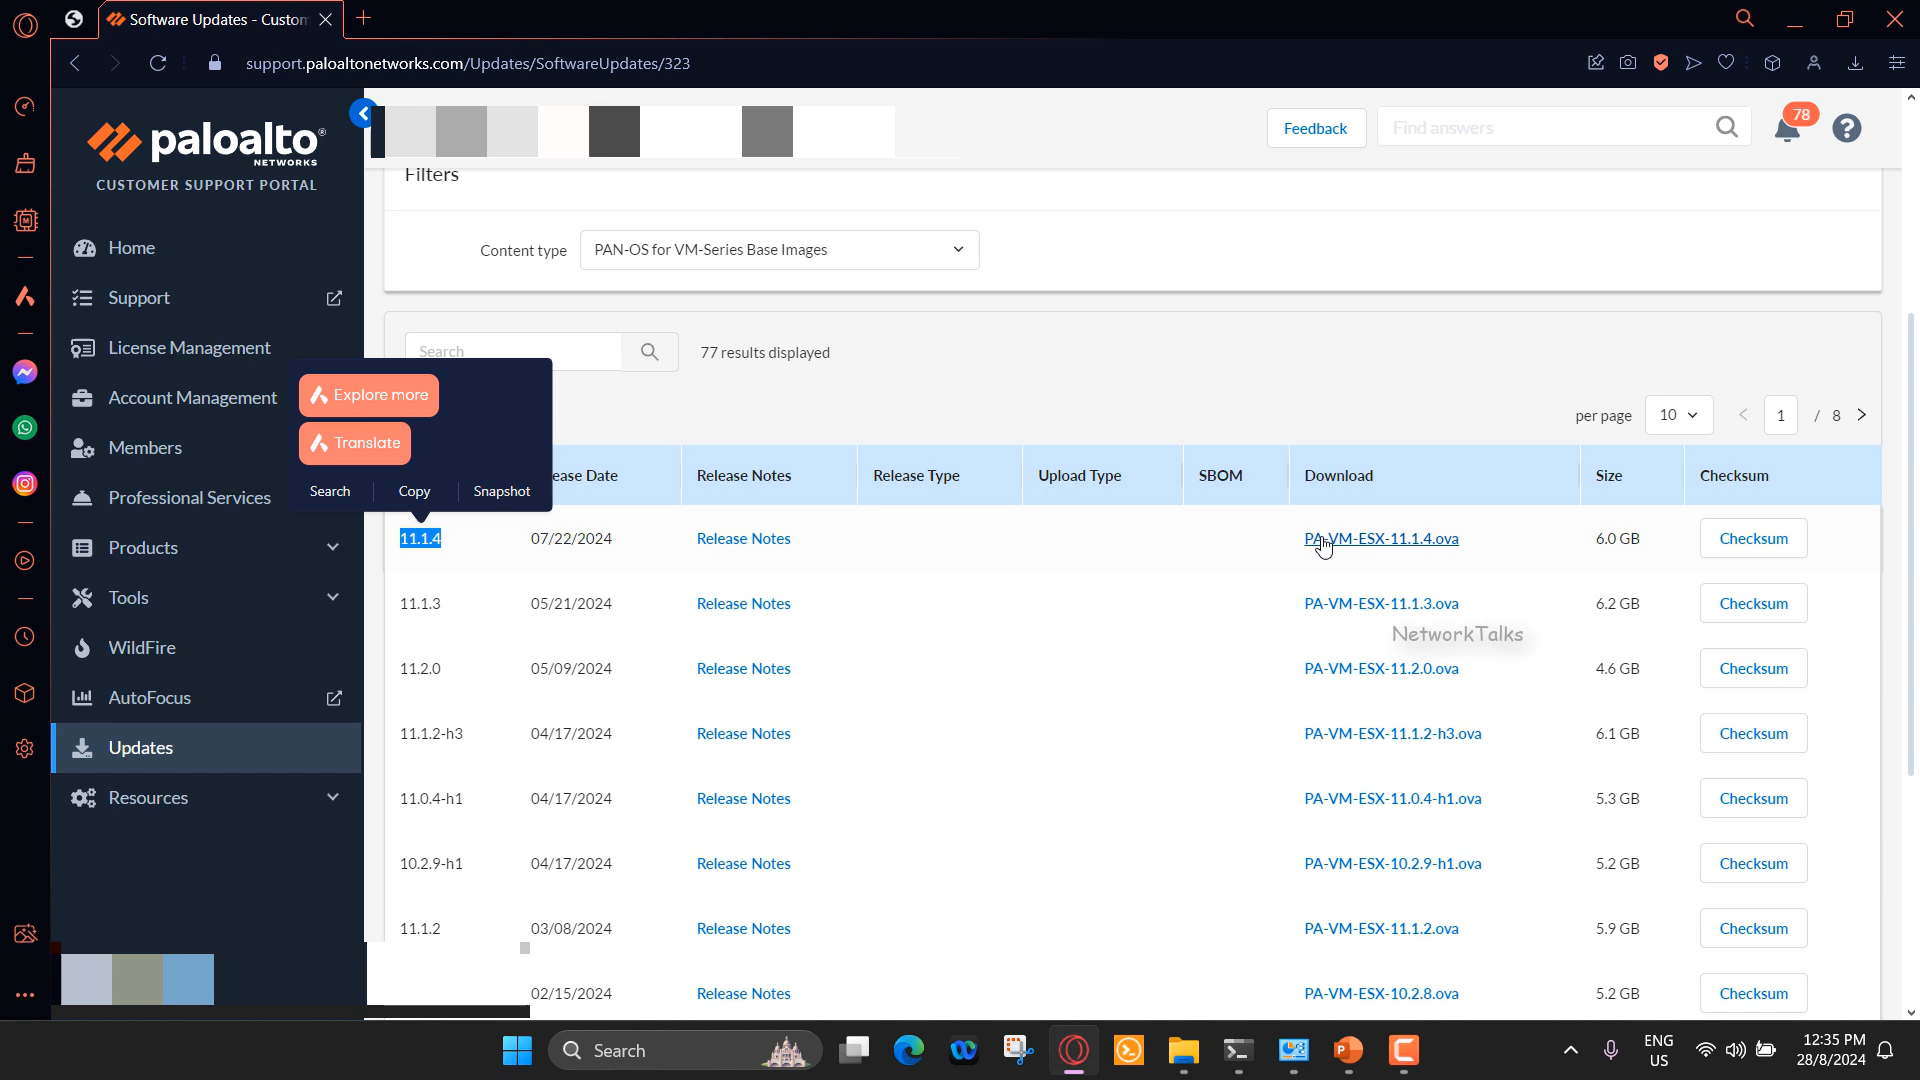 Software Updates - Custom
support.paloaltonetworks.com/Updates/SoftwareUpdates/323
paloalto®
NETWORKS
CUSTOMER SUPPORT PORTAL
Home
Support
License Management
Account Management
Members
Professional Services
Products
Tools
WildFire
AutoFocus
Updates
Resources
Feedback
Find answers
78
Filters
Content type
PAN-OS for VM-Series Base Images
Search
77 results displayed
Explore more
Translate
Search Copy Snapshot
per page 10 1 / 8
ease Date Release Notes Release Type Upload Type SBOM Download Size Checksum
11.1.4 07/22/2024 Release Notes PA-VM-ESX-11.1.4.ova 6.0 GB Checksum
11.1.3 05/21/2024 Release Notes PA-VM-ESX-11.1.3.ova 6.2 GB Checksum
NetworkTalks
11.2.0 05/09/2024 Release Notes PA-VM-ESX-11.2.0.ova 4.6 GB Checksum
11.1.2-h3 04/17/2024 Release Notes PA-VM-ESX-11.1.2-h3.ova 6.1 GB Checksum
11.0.4-h1 04/17/2024 Release Notes PA-VM-ESX-11.0.4-h1.ova 5.3 GB Checksum
10.2.9-h1 04/17/2024 Release Notes PA-VM-ESX-10.2.9-h1.ova 5.2 GB Checksum
11.1.2 03/08/2024 Release Notes PA-VM-ESX-11.1.2.ova 5.9 GB Checksum
02/15/2024 Release Notes PA-VM-ESX-10.2.8.ova 5.2 GB Checksum
Search
ENG
US
12:35 PM
28/8/2024